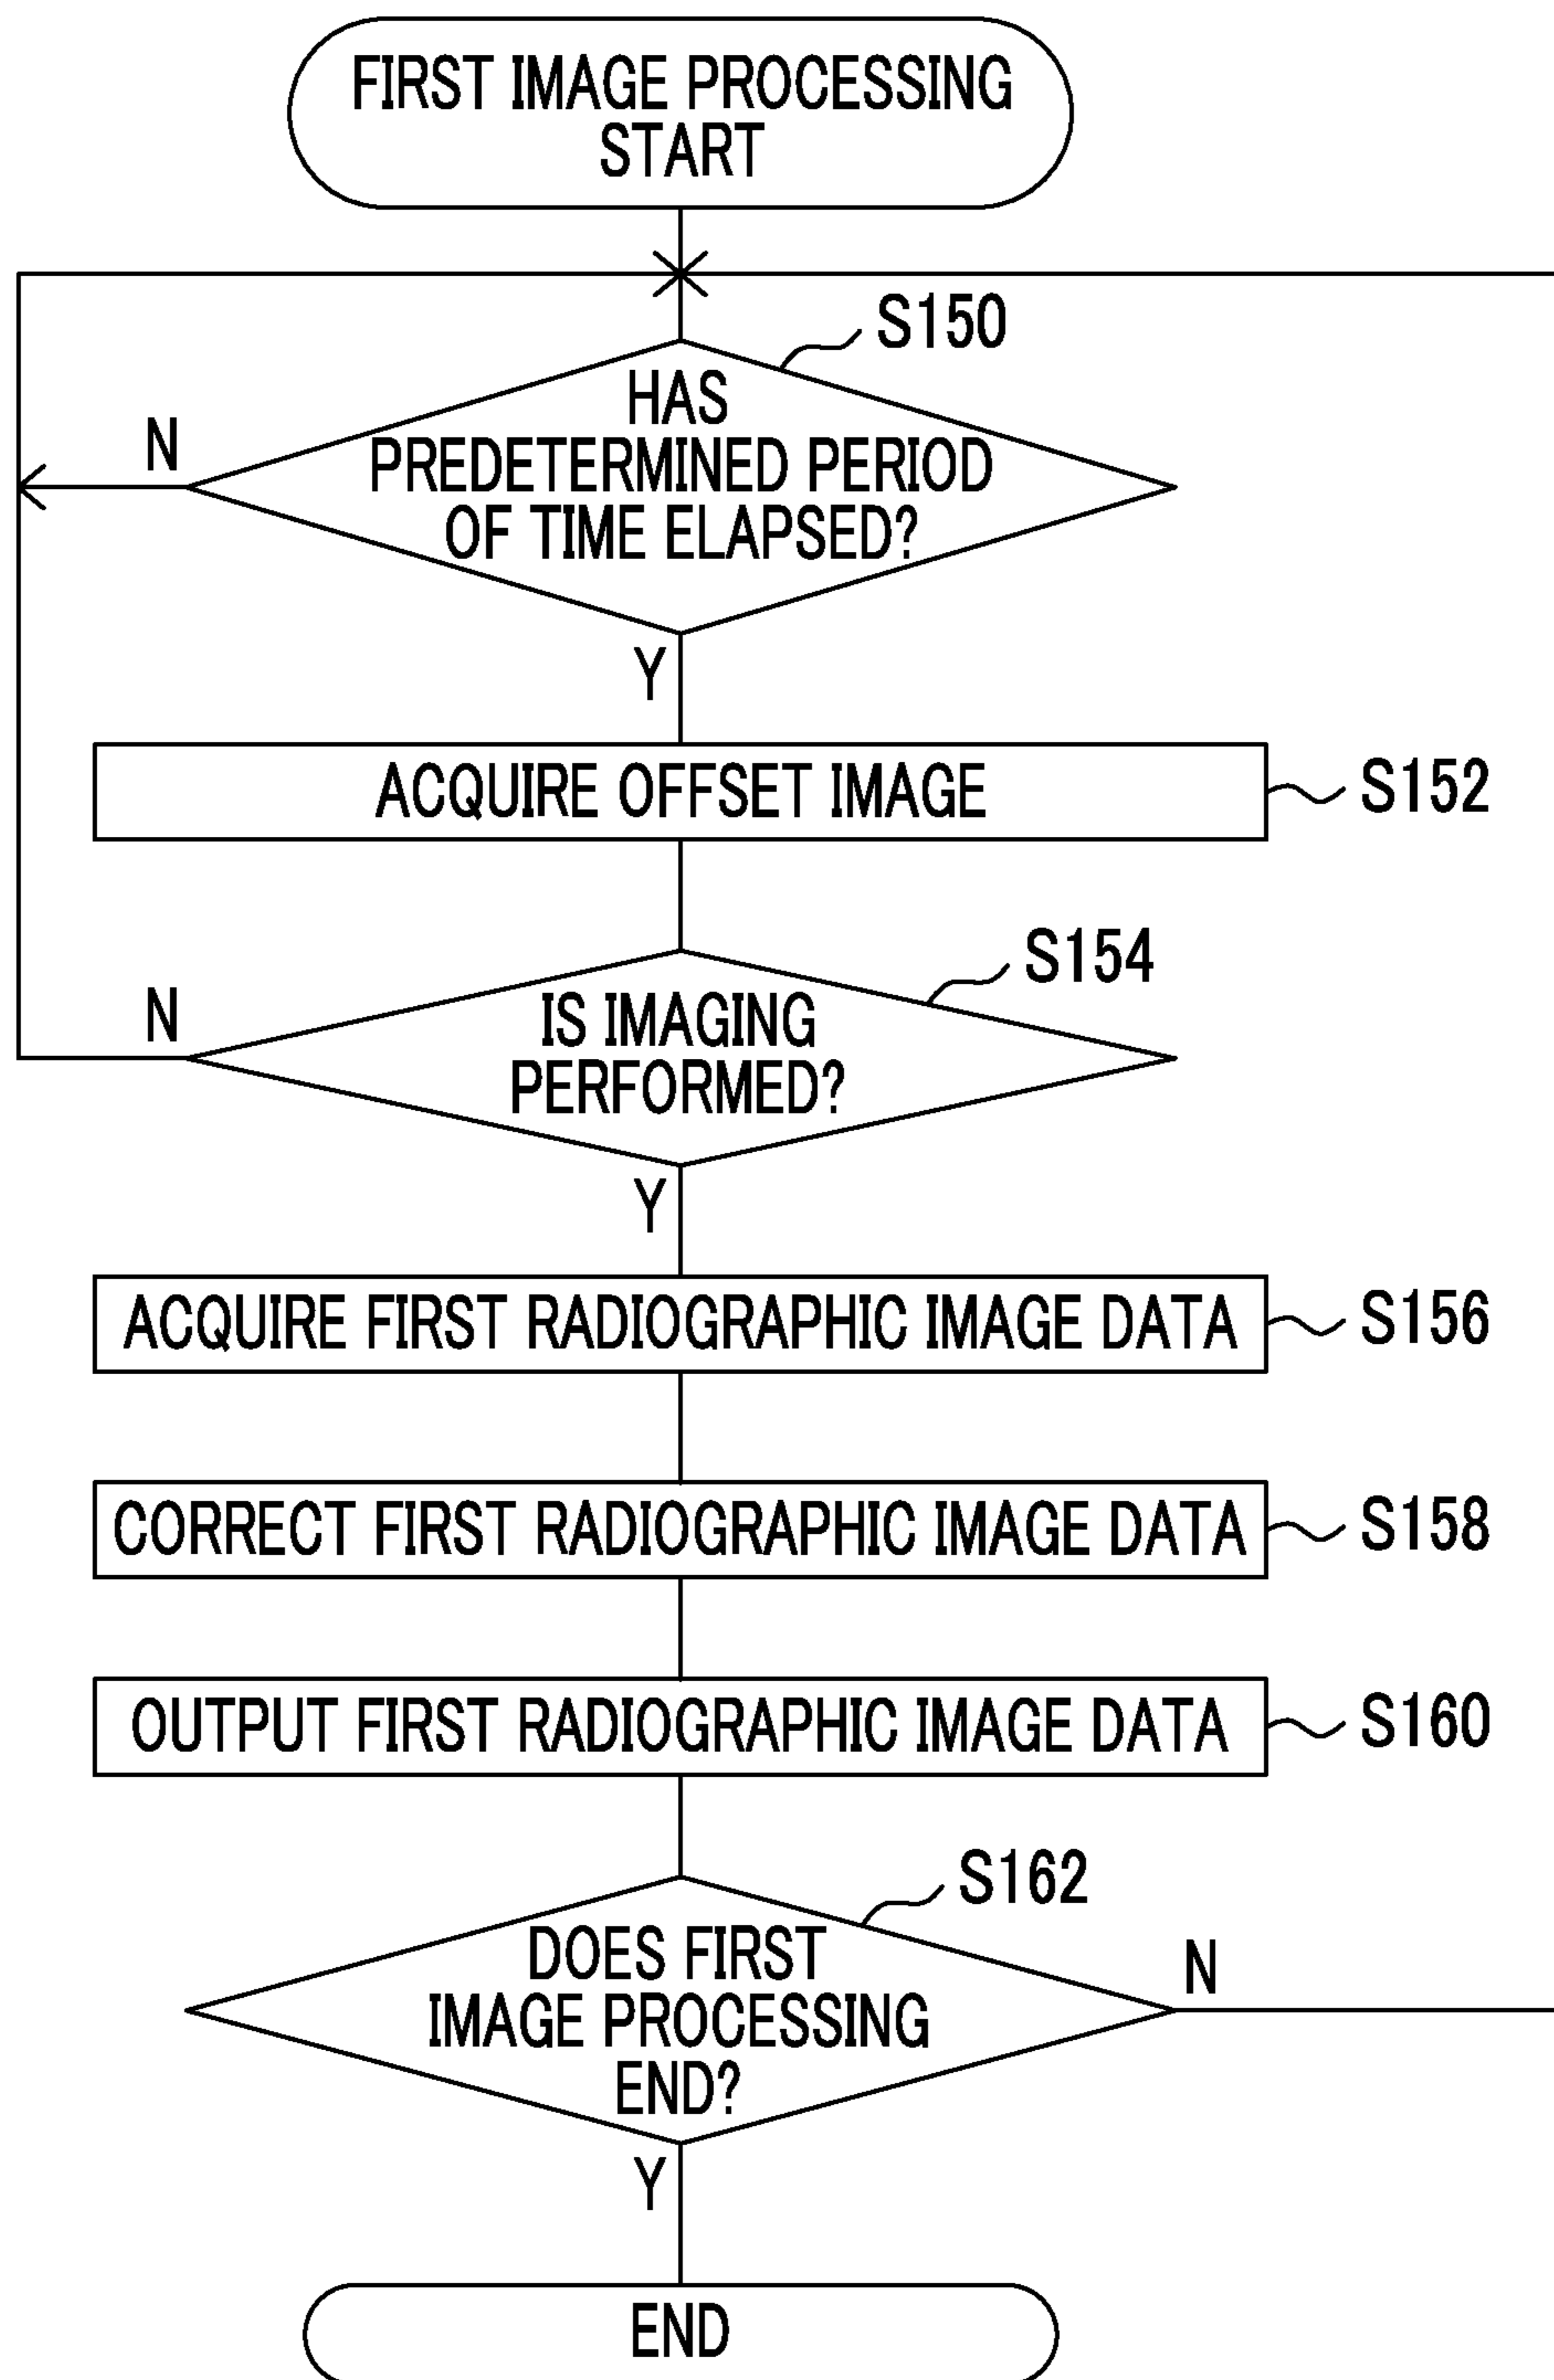 FIRST IMAGE PROCESSING
START
S150
HAS
PREDETERMINED PERIOD
OF TIME ELAPSED?
N
Y
ACQUIRE OFFSET IMAGE
S152
S154
IS IMAGING
PERFORMED?
N
Y
ACQUIRE FIRST RADIOGRAPHIC IMAGE DATA
S156
CORRECT FIRST RADIOGRAPHIC IMAGE DATA
S158
OUTPUT FIRST RADIOGRAPHIC IMAGE DATA
S160
S162
DOES FIRST
IMAGE PROCESSING
END?
N
Y
END